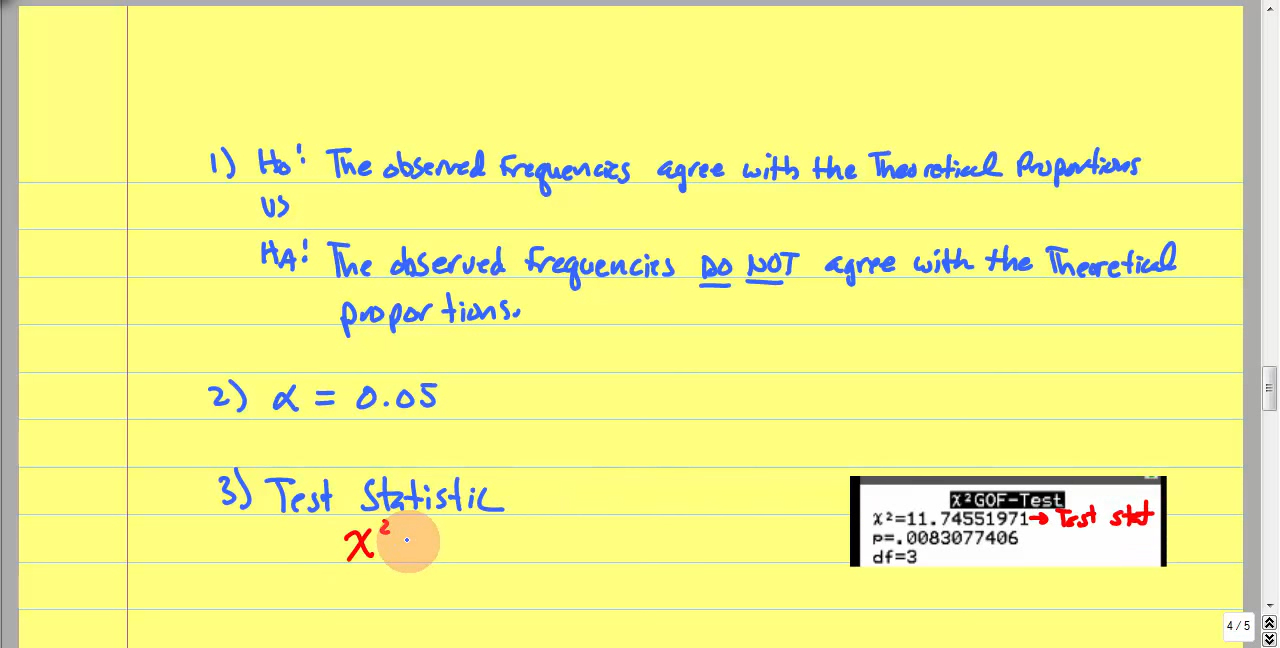 1) H₀: The observed frequencies agree with the Theoretical Proportions
vs
H_A: The observed frequencies DO NOT agree with the Theoretical
proportions.
2) α = 0.05
3) Test Statistic
χ²
χ²GOF-Test
χ²=11.74551971 → Test stat
p=.0083077406
df=3
4 / 5